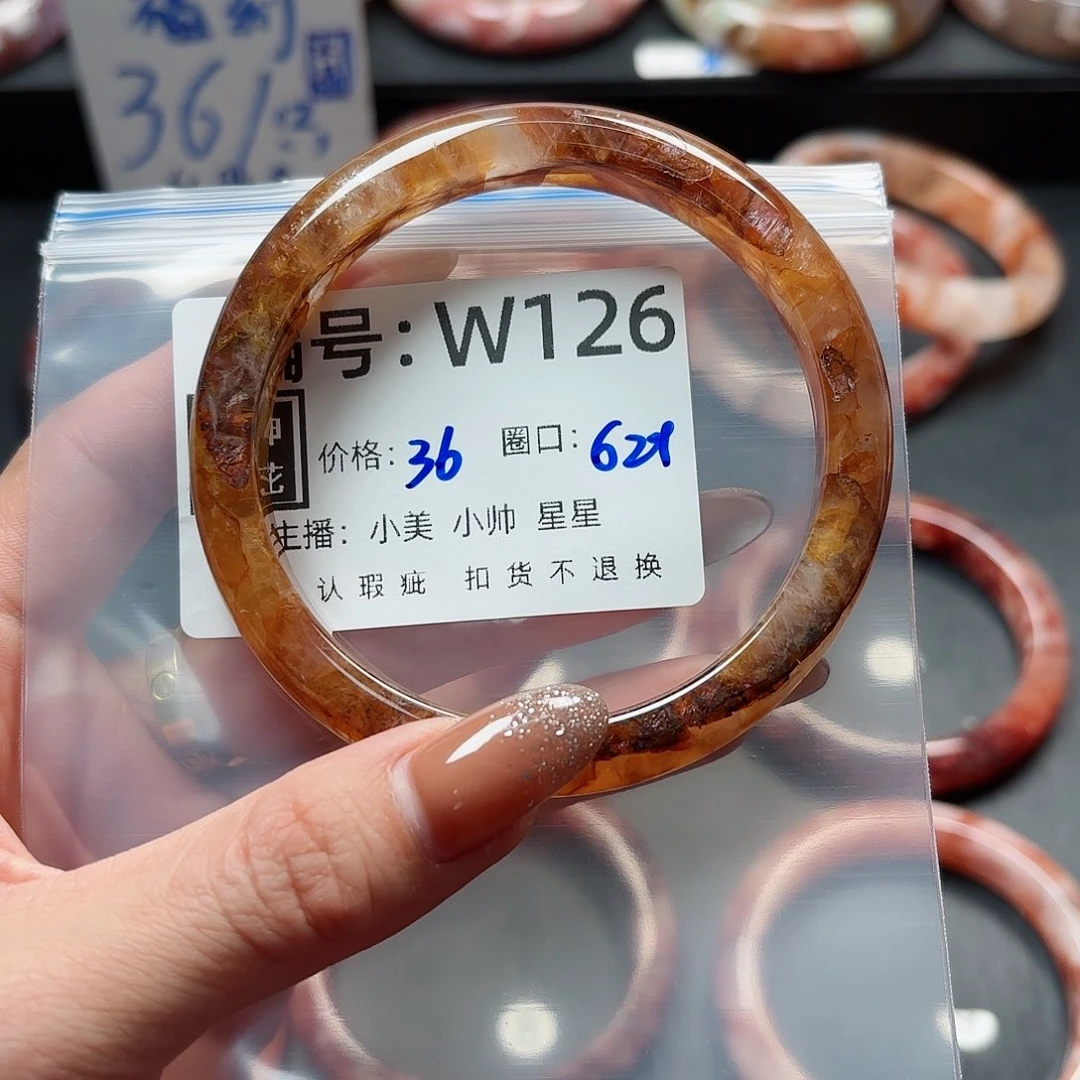 36/
编号:W126
价格:36 圈口:62
主播: 小美 小帅 星星
认瑕疵 扣货不退换